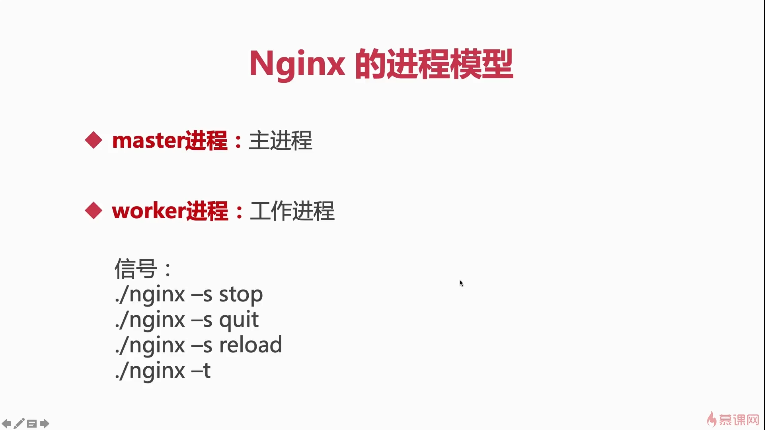 Nginx 的进程模型
master进程：主进程
worker进程：工作进程
信号：
./nginx –s stop
./nginx –s quit
./nginx –s reload
./nginx –t
慕课网